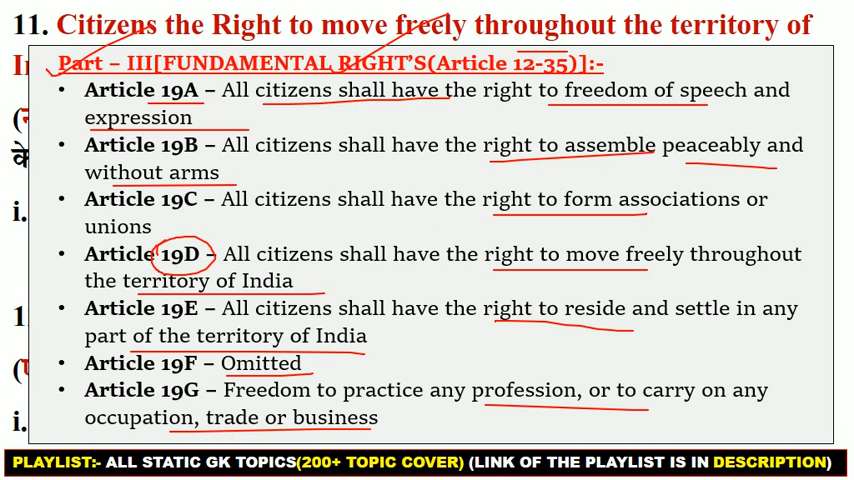 11. Citizens the Right to move freely throughout the territory of
Part – III[FUNDAMENTAL RIGHT'S(Article 12-35)]:-
• Article 19A – All citizens shall have the right to freedom of speech and
expression
• Article 19B – All citizens shall have the right to assemble peaceably and
without arms
• Article 19C – All citizens shall have the right to form associations or
unions
• Article 19D – All citizens shall have the right to move freely throughout
the territory of India
• Article 19E – All citizens shall have the right to reside and settle in any
part of the territory of India
• Article 19F – Omitted
• Article 19G – Freedom to practice any profession, or to carry on any
occupation, trade or business
i.
i.
PLAYLIST:- ALL STATIC GK TOPICS(200+ TOPIC COVER) (LINK OF THE PLAYLIST IS IN DESCRIPTION)